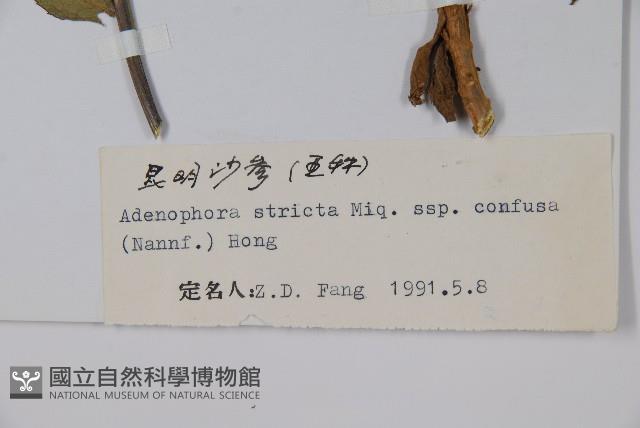 昆明沙参(亚种)
Adenophora stricta Miq. ssp. confusa
(Nannf.) Hong
定名人:Z.D. Fang 1991.5.8
國立自然科學博物館
NATIONAL MUSEUM OF NATURAL SCIENCE